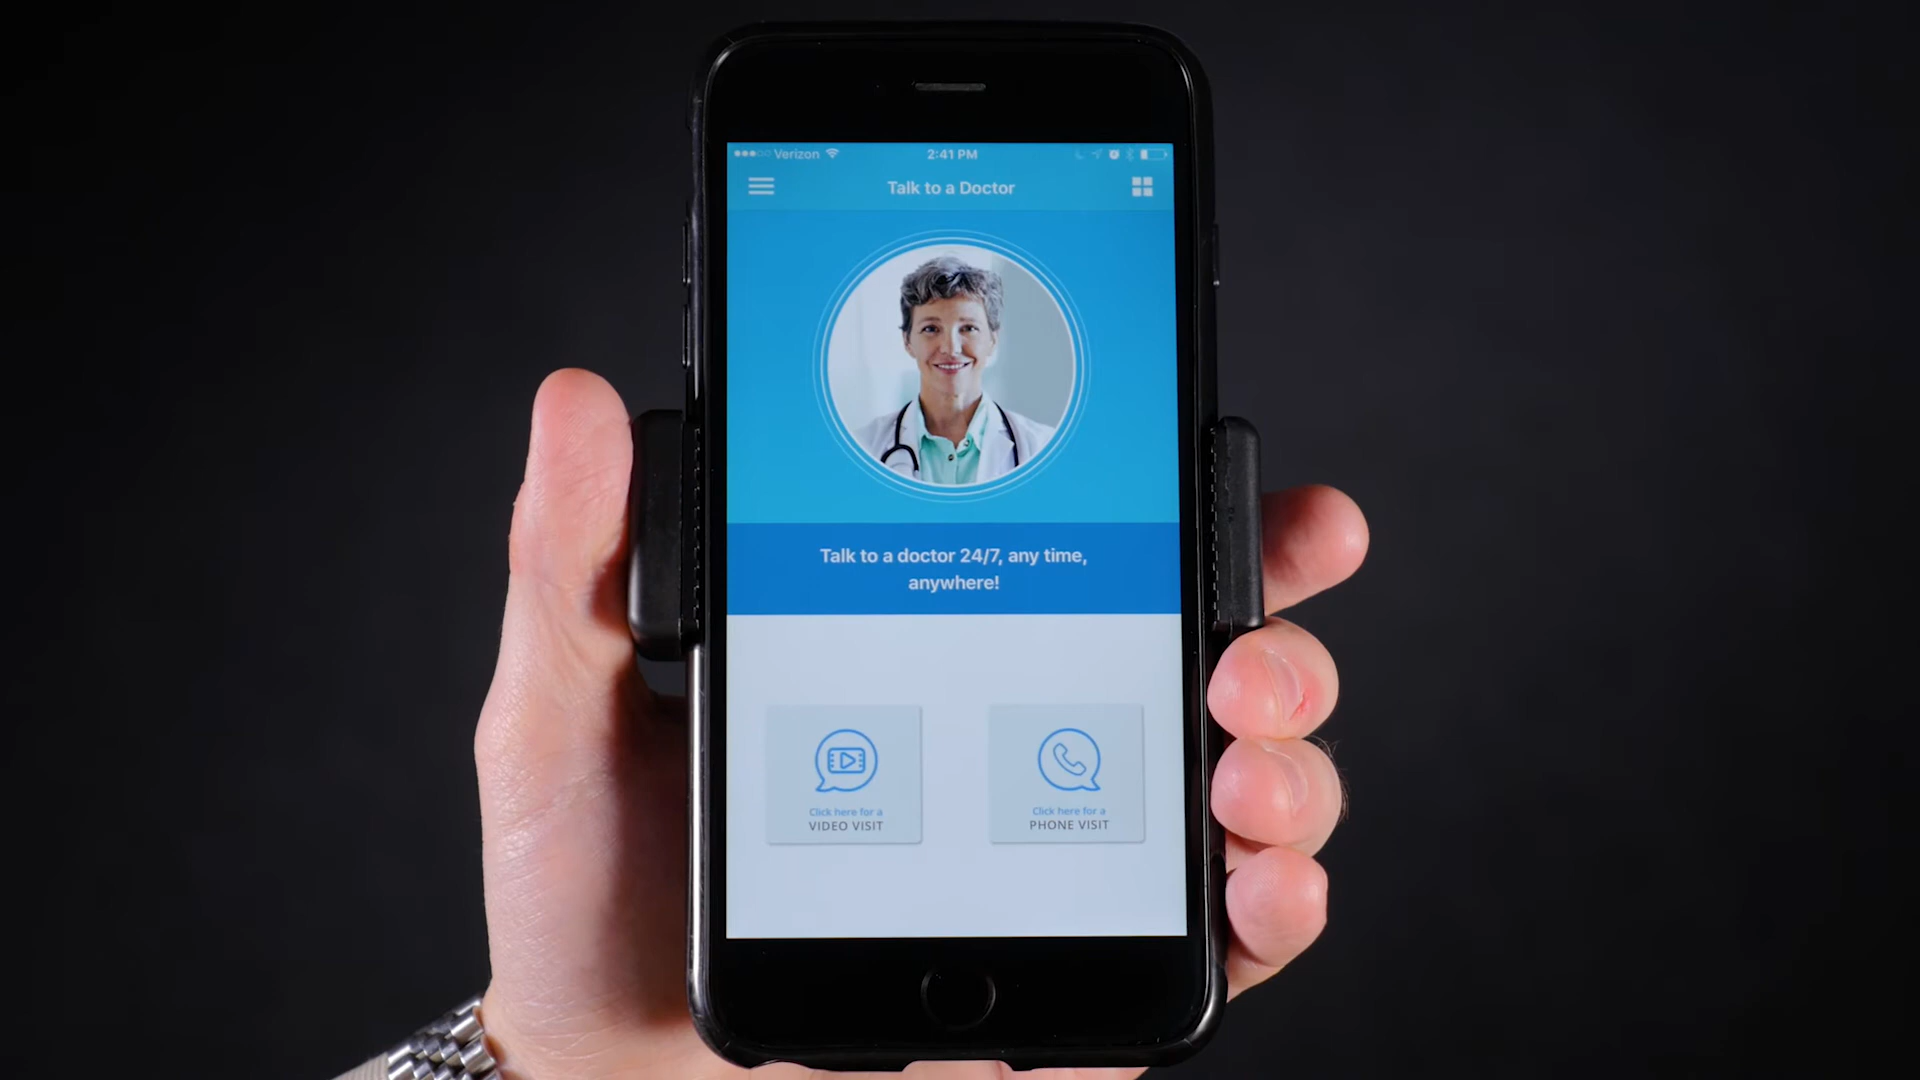 Verizon 2:41 PM
Talk to a Doctor
Talk to a doctor 24/7, any time,
anywhere!
Click here for a
VIDEO VISIT
Click here for a
PHONE VISIT